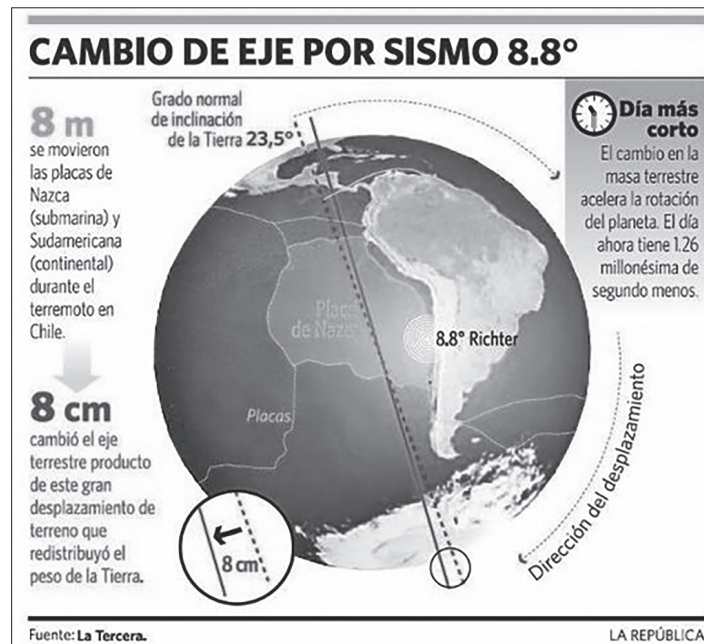 CAMBIO DE EJE POR SISMO 8.8°
8 m
se movieron
las placas de
Nazca
(submarina) y
Sudamericana
(continental)
durante el
terremoto en
Chile.
8 cm
cambió el eje
terrestre producto
de este gran
desplazamiento de
terreno que
redistribuyó el
peso de la Tierra.
Grado normal
de inclinación
de la Tierra 23,5°
Placa
de Nazca
8.8° Richter
Placas
8 cm
Día más
corto
El cambio en la
masa terrestre
acelera la rotación
del planeta. El día
ahora tiene 1.26
millonésima de
segundo menos.
Dirección del desplazamiento
Fuente: La Tercera.
LA REPÚBLICA